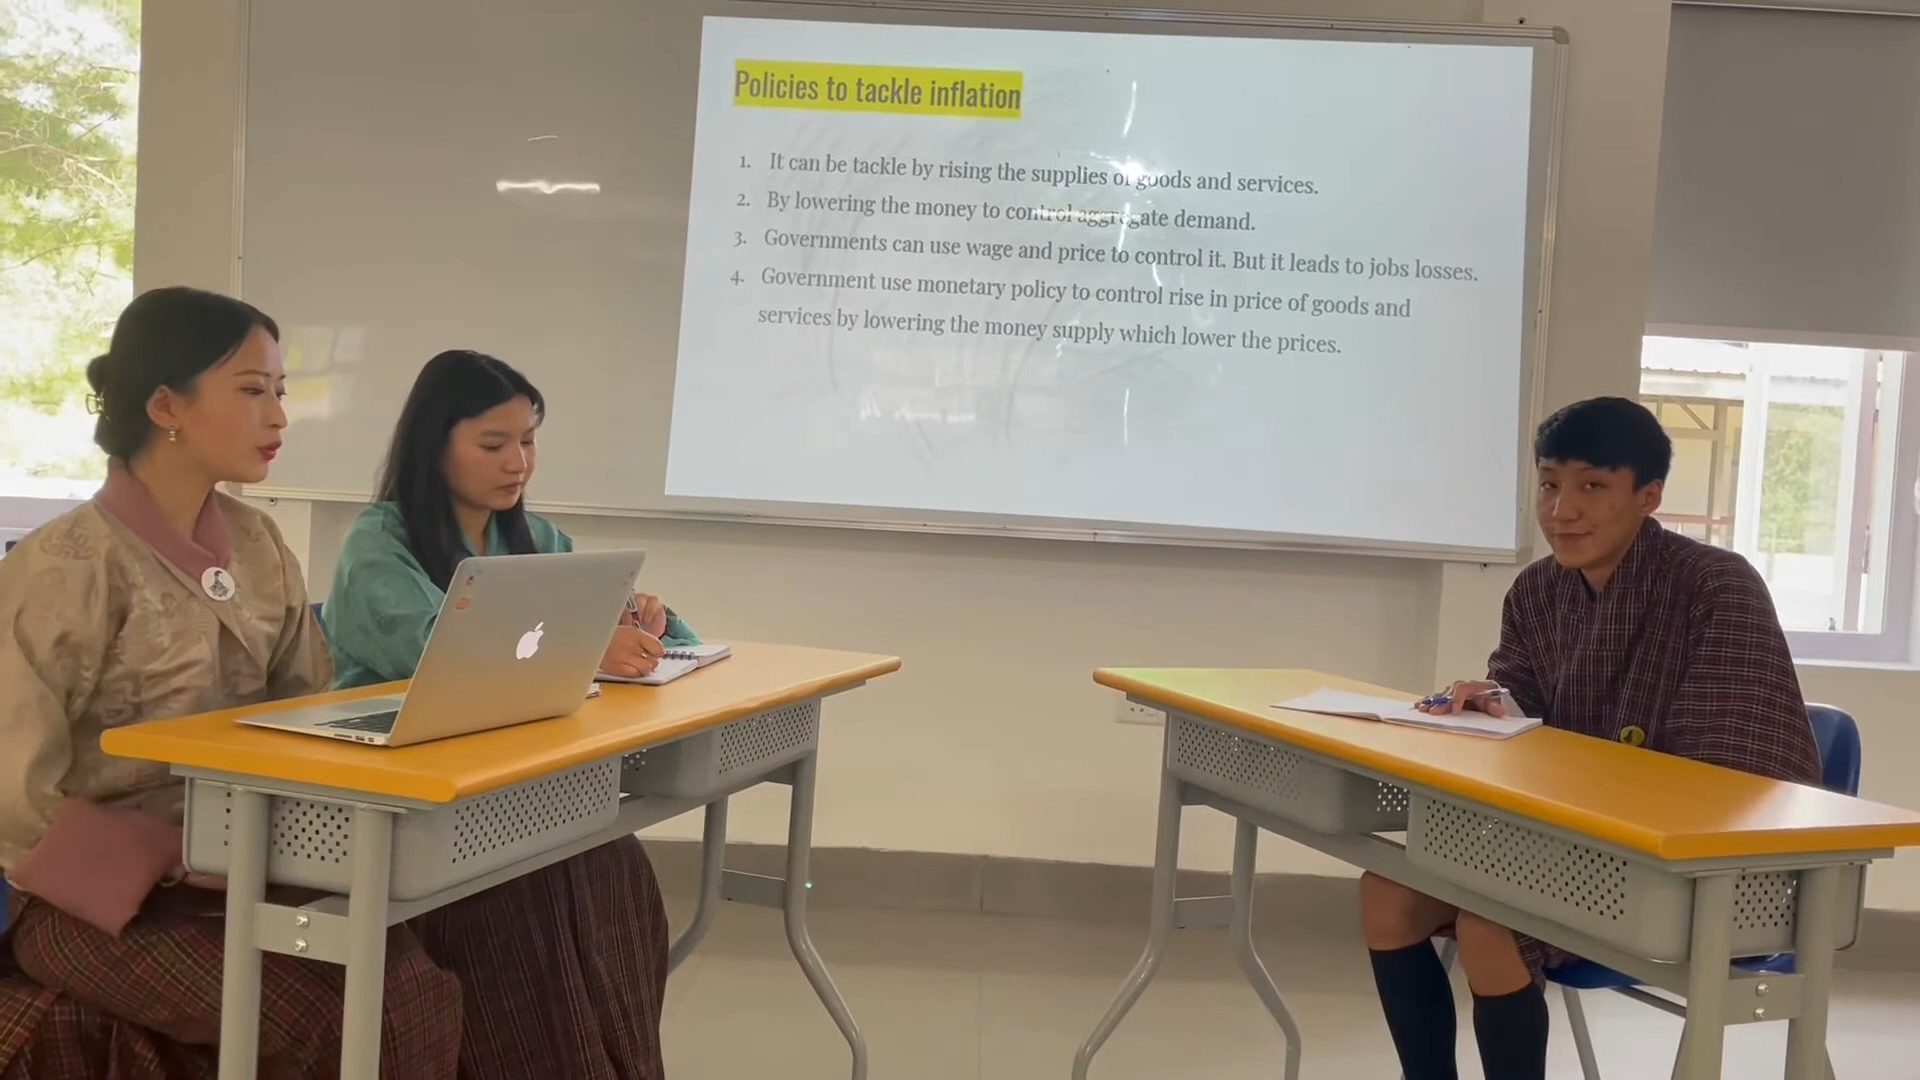 Policies to tackle inflation
1. It can be tackle by rising the supplies of goods and services.
2. By lowering the money to control aggregate demand.
3. Governments can use wage and price to control it. But it leads to jobs losses.
4. Government use monetary policy to control rise in price of goods and
services by lowering the money supply which lower the prices.